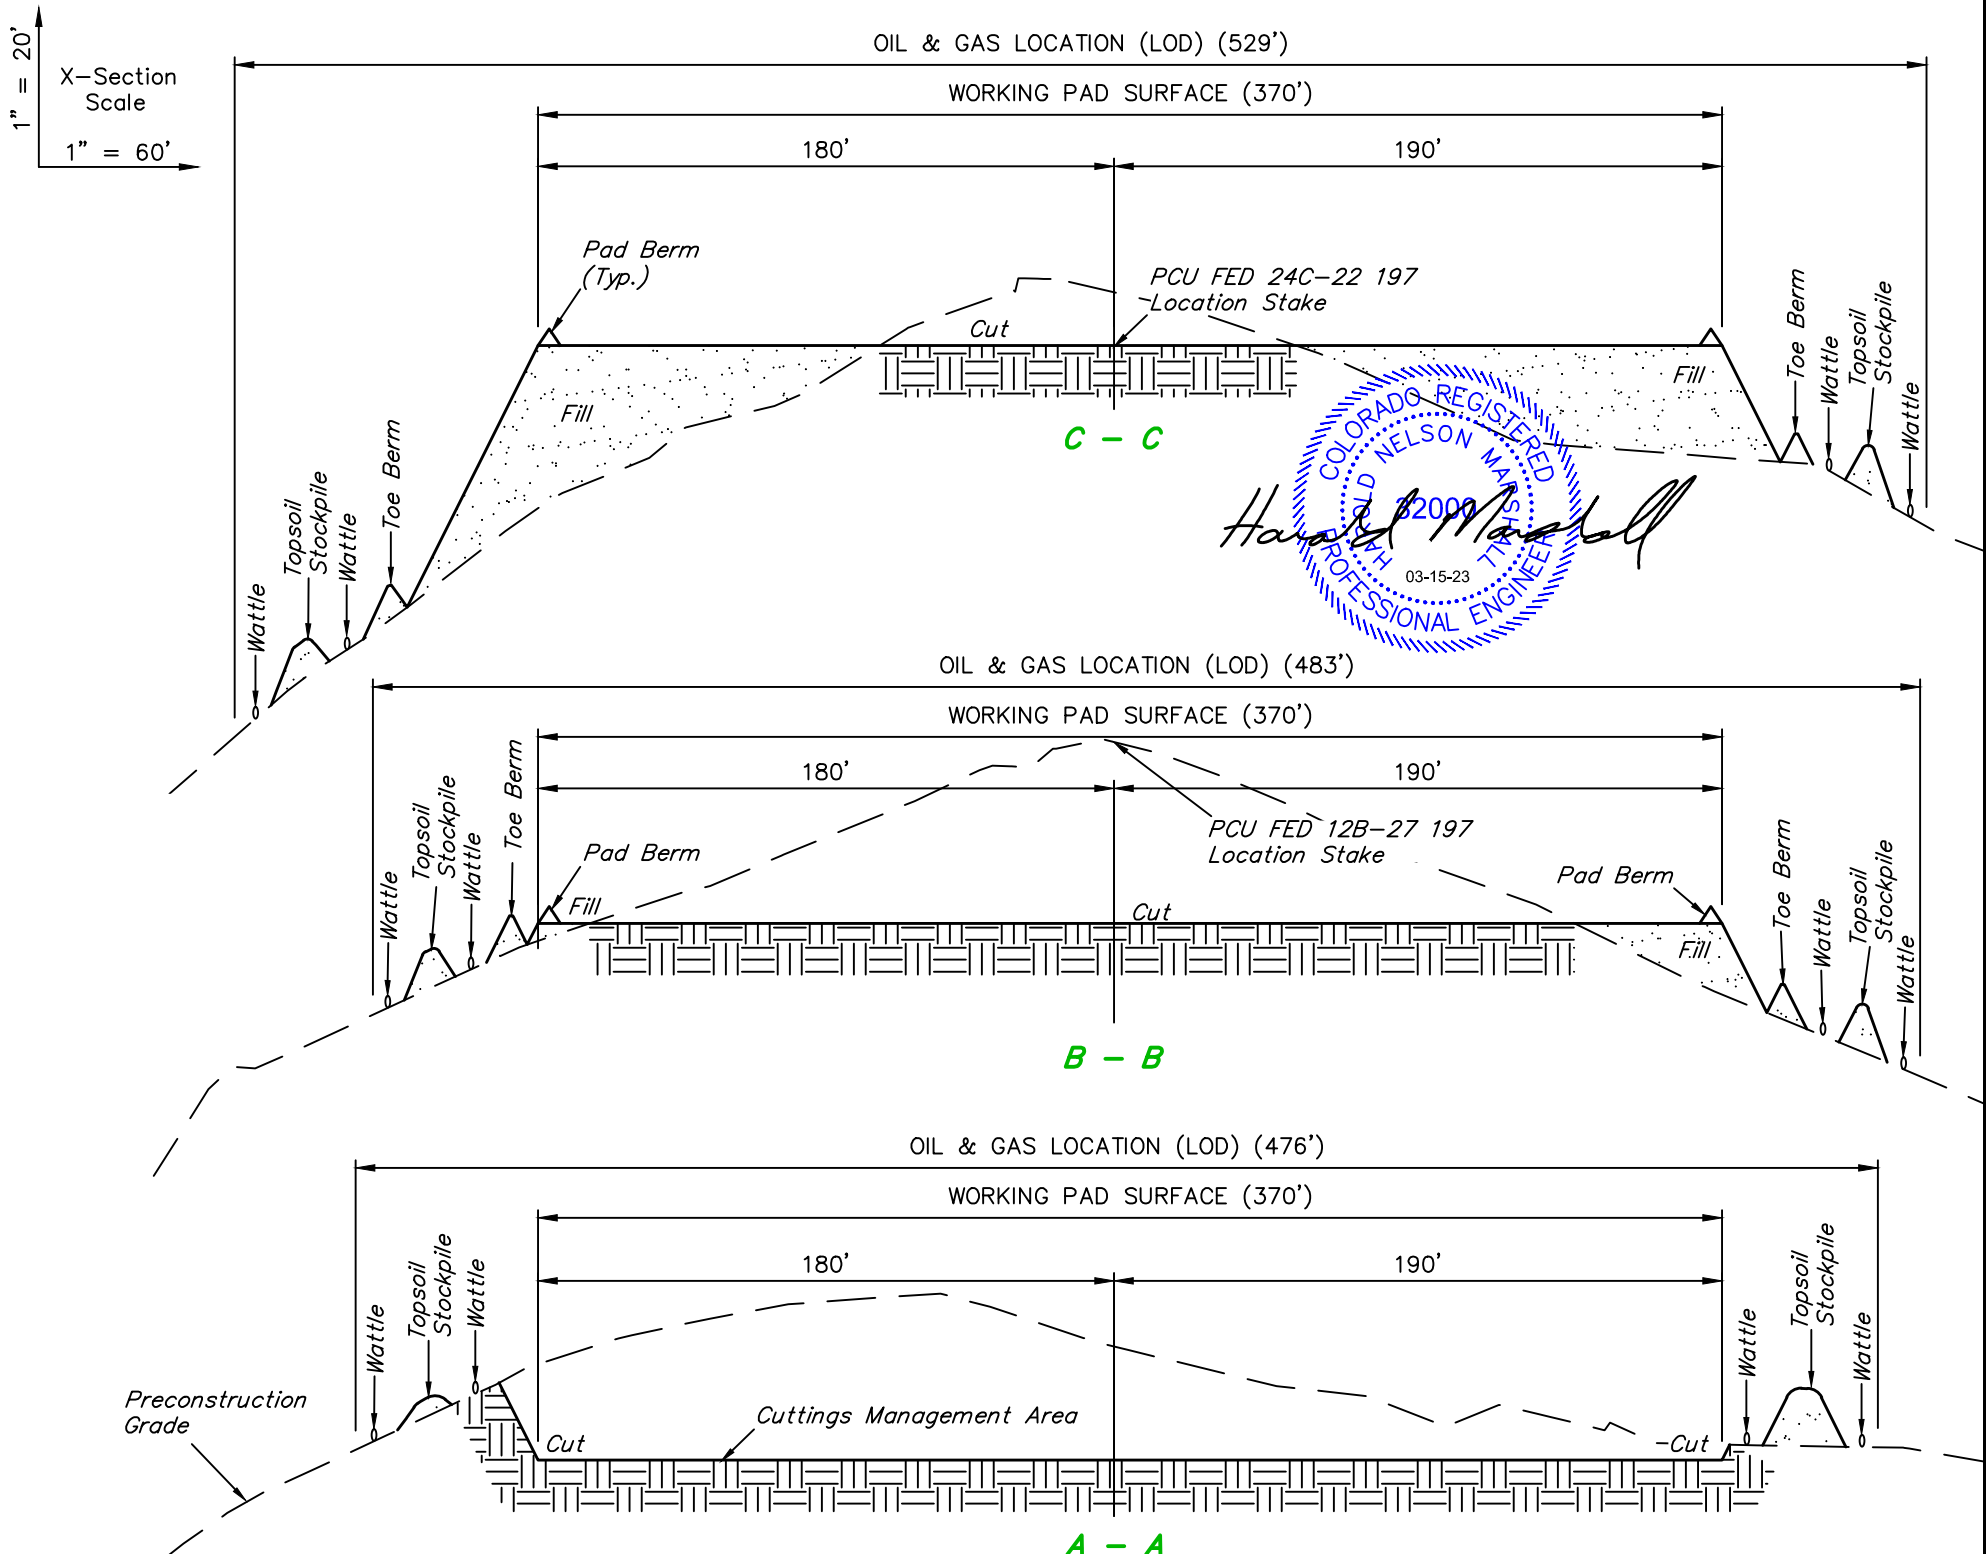 1" = 20'
X-Section
Scale
1" = 60'
OIL & GAS LOCATION (LOD) (529')
WORKING PAD SURFACE (370')
180'
190'
Pad Berm
(Typ.)
PCU FED 24C-22 197
Location Stake
Cut
Fill
Fill
Wattle
Topsoil
Stockpile
Wattle
Toe Berm
Toe Berm
Wattle
Topsoil
Stockpile
Wattle
C - C
COLORADO REGISTERED
HAROLD NELSON MARSHALL
32000
03-15-23
PROFESSIONAL ENGINEER
Harold Marshall
OIL & GAS LOCATION (LOD) (483')
WORKING PAD SURFACE (370')
180'
190'
Wattle
Topsoil
Stockpile
Wattle
Toe Berm
Pad Berm
Fill
PCU FED 12B-27 197
Location Stake
Cut
Pad Berm
Fill
Toe Berm
Wattle
Topsoil
Stockpile
Wattle
B - B
OIL & GAS LOCATION (LOD) (476')
WORKING PAD SURFACE (370')
180'
190'
Wattle
Topsoil
Stockpile
Wattle
Preconstruction
Grade
Cut
Cuttings Management Area
Cut
Wattle
Topsoil
Stockpile
Wattle
A - A